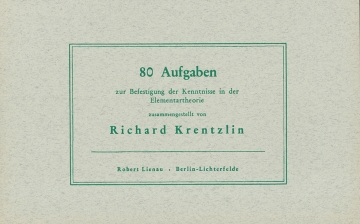 80 Aufgaben
zur Befestigung der Kenntnisse in der
Elementartheorie
zusammengestellt von
Richard Krentzlin
Robert Lienau · Berlin-Lichterfelde